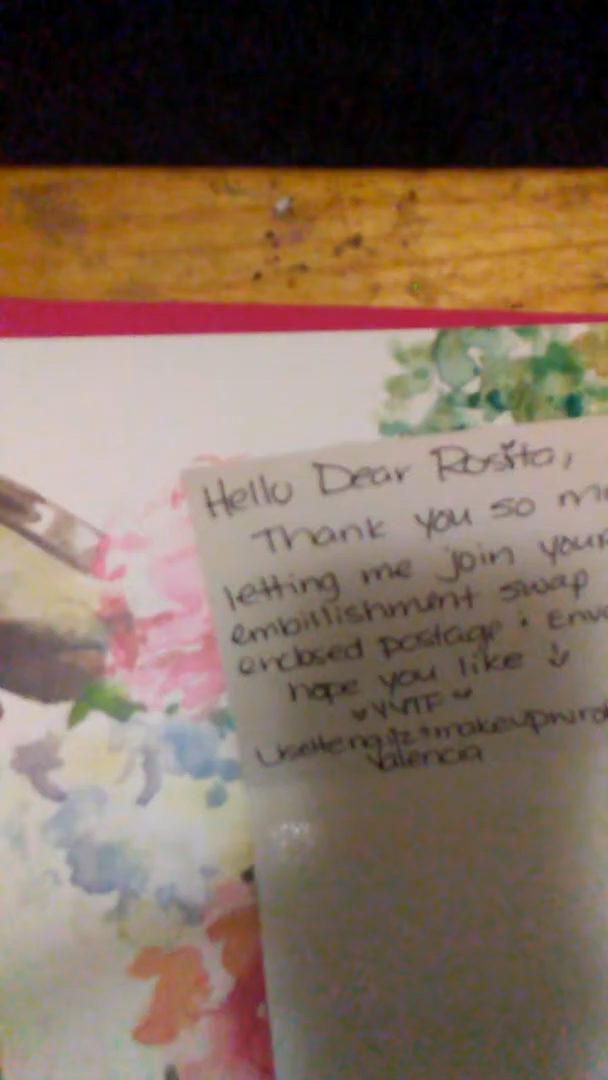 Hello Dear Rosita,
Thank you so
letting me join your
embillishment swap
enclosed postage
hope you like
YVTF
Valencia